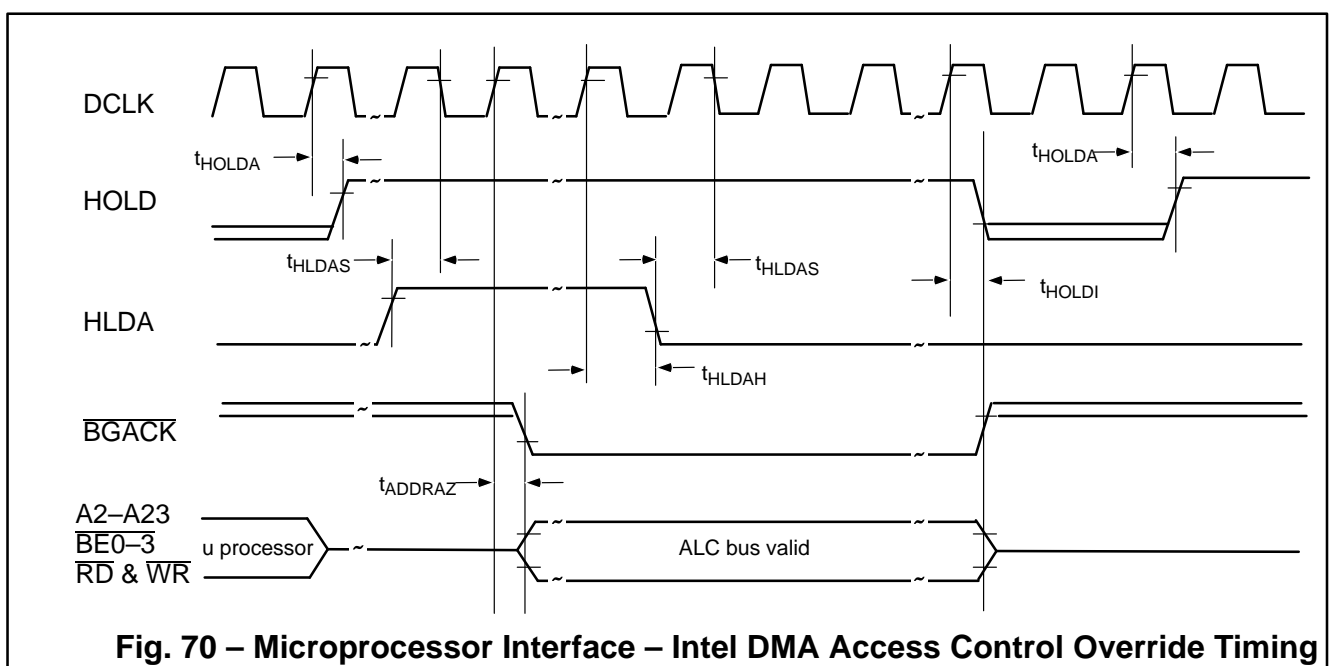 DCLK
tHOLDA
tHOLDA
HOLD
tHLDAS
tHLDAS
tHOLDI
HLDA
tHLDAH
BGACK
tADDRAZ
A2–A23
BE0–3
RD & WR
u processor
ALC bus valid
Fig. 70 – Microprocessor Interface – Intel DMA Access Control Override Timing